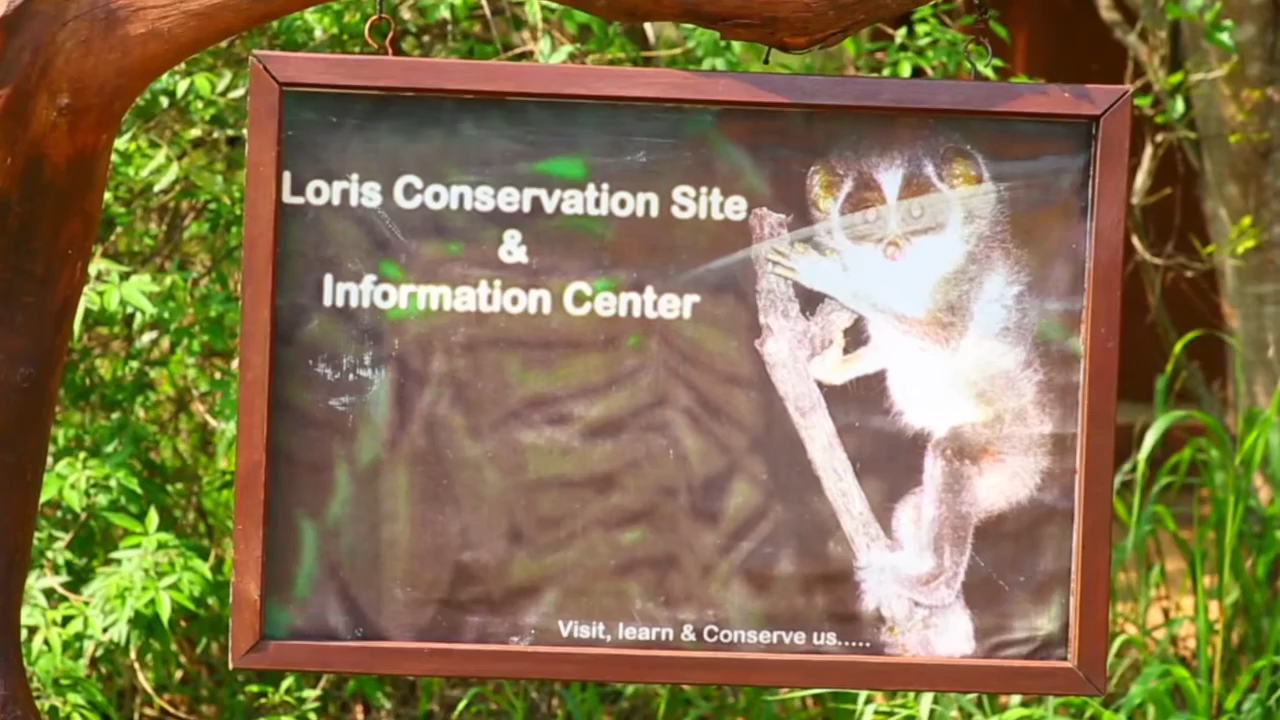 Loris Conservation Site
&
Information Center
Visit, learn & Conserve us.....